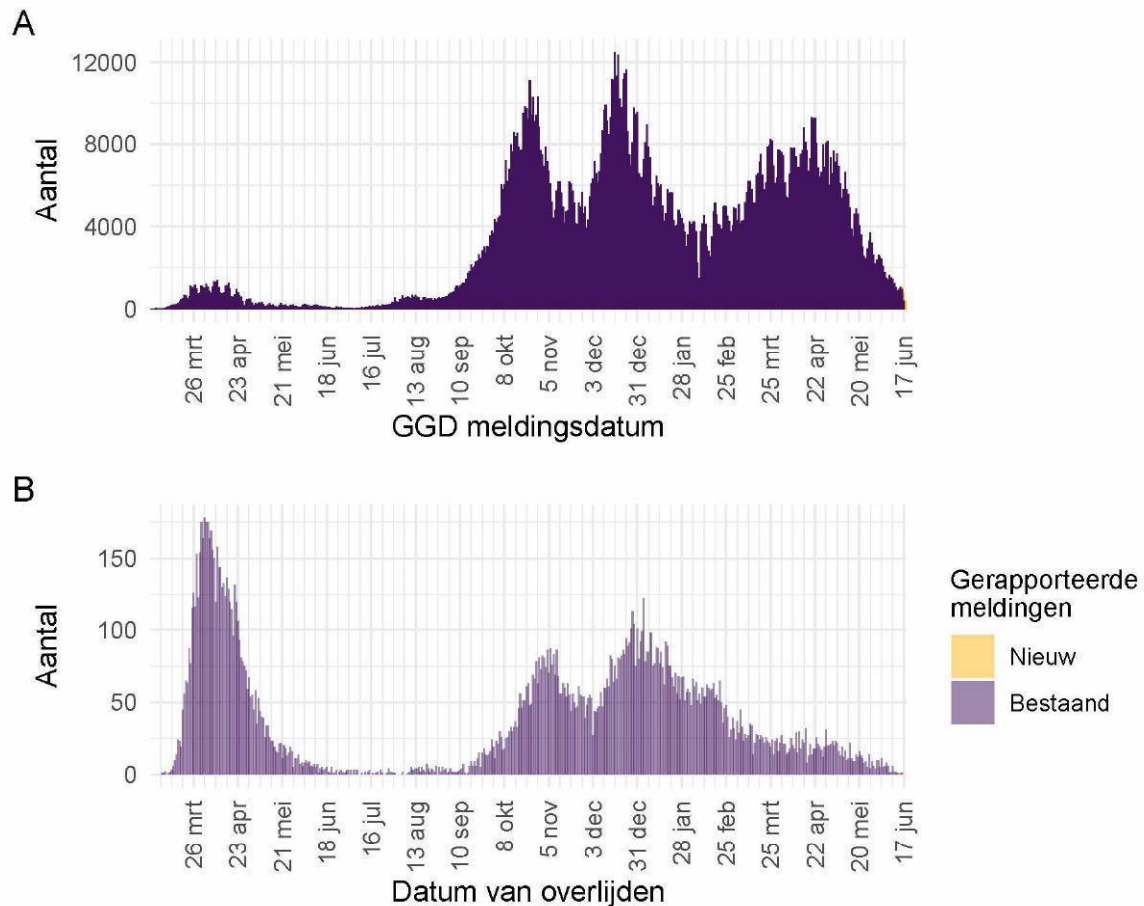 A
12000
8000
4000
0
Aantal
26 mrt
23 apr
21 mei
18 jun
16 jul
13 aug
10 sep
8 okt
5 nov
3 dec
31 dec
28 jan
25 feb
25 mrt
22 apr
20 mei
17 jun
GGD meldingsdatum
B
150
100
50
0
Aantal
26 mrt
23 apr
21 mei
18 jun
16 jul
13 aug
10 sep
8 okt
5 nov
3 dec
31 dec
28 jan
25 feb
25 mrt
22 apr
20 mei
17 jun
Datum van overlijden
Gerapporteerde
meldingen
Nieuw
Bestaand